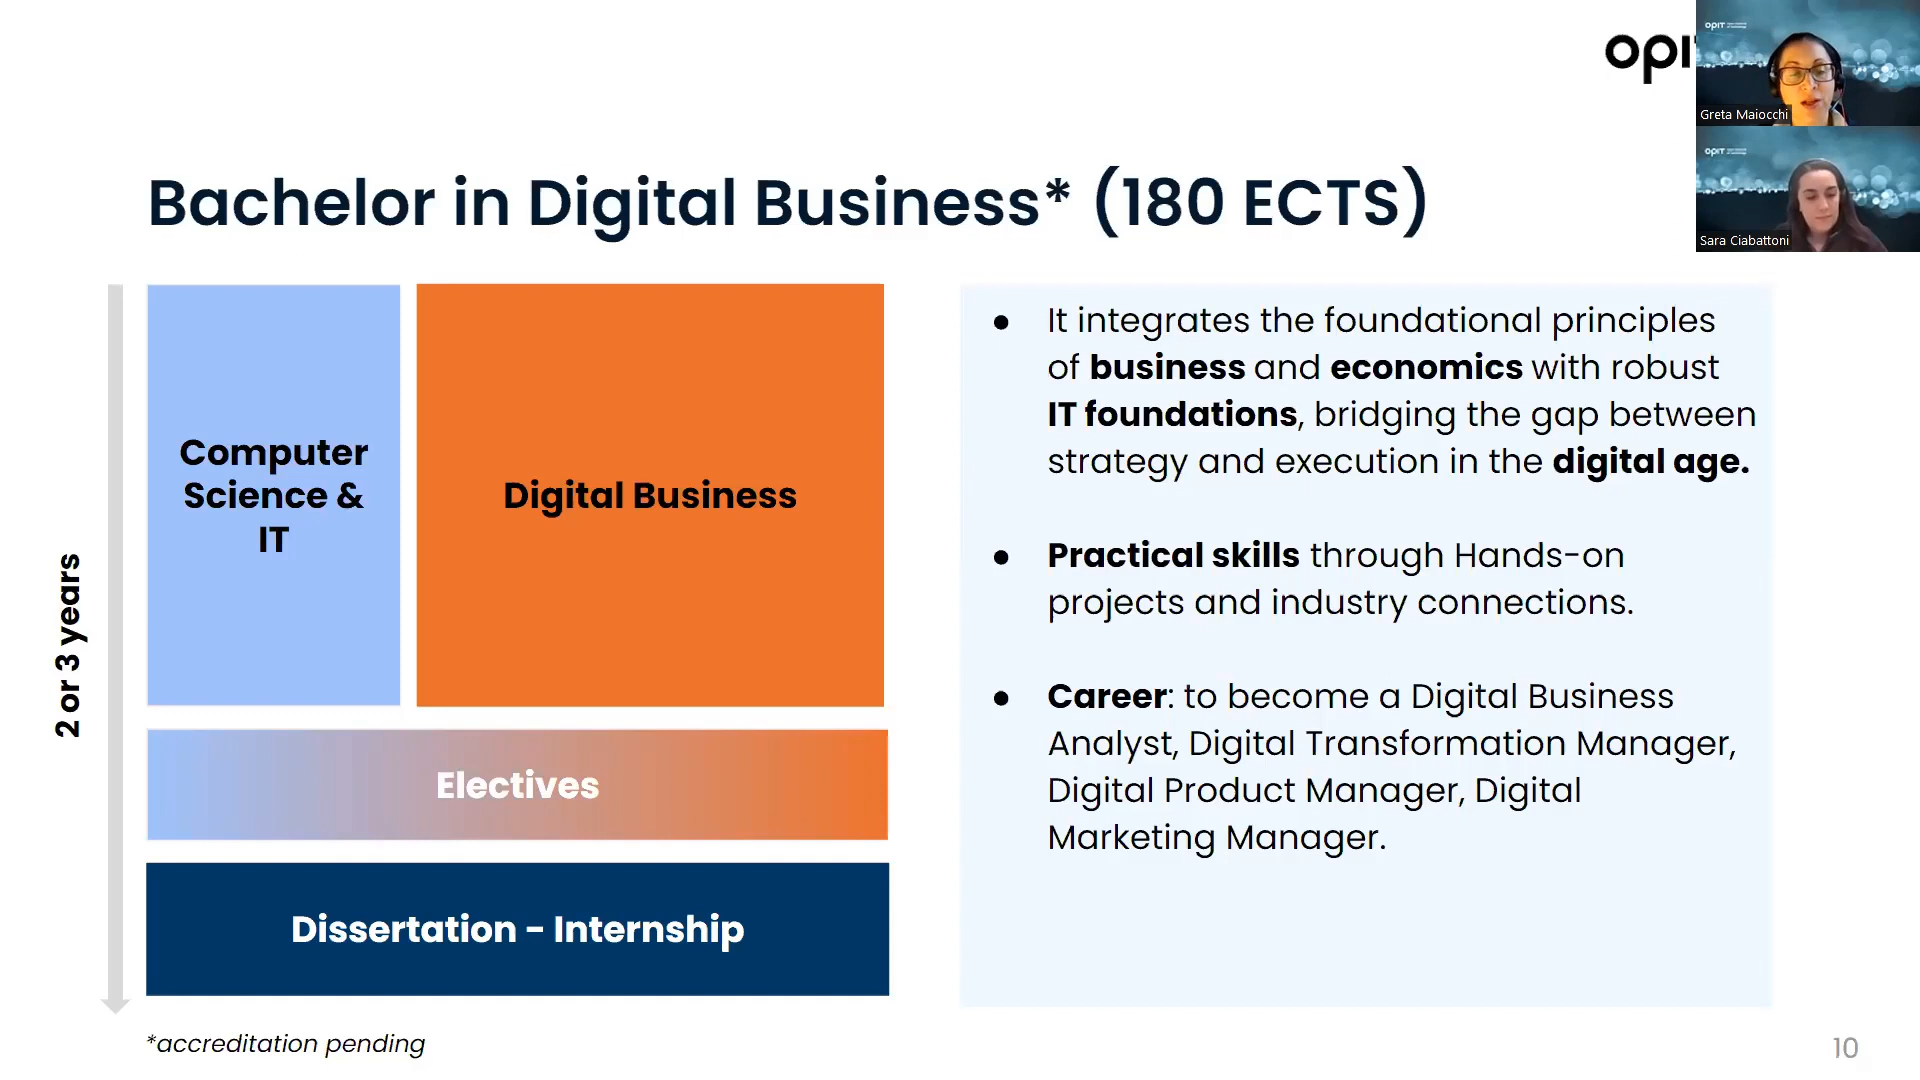 opi
Greta Maiocchi
Sara Ciabattoni
Bachelor in Digital Business* (180 ECTS)
2 or 3 years
Computer
Science &
IT
Digital Business
Electives
Dissertation - Internship
● It integrates the foundational principles
of business and economics with robust
IT foundations, bridging the gap between
strategy and execution in the digital age.
● Practical skills through Hands-on
projects and industry connections.
● Career: to become a Digital Business
Analyst, Digital Transformation Manager,
Digital Product Manager, Digital
Marketing Manager.
*accreditation pending
10